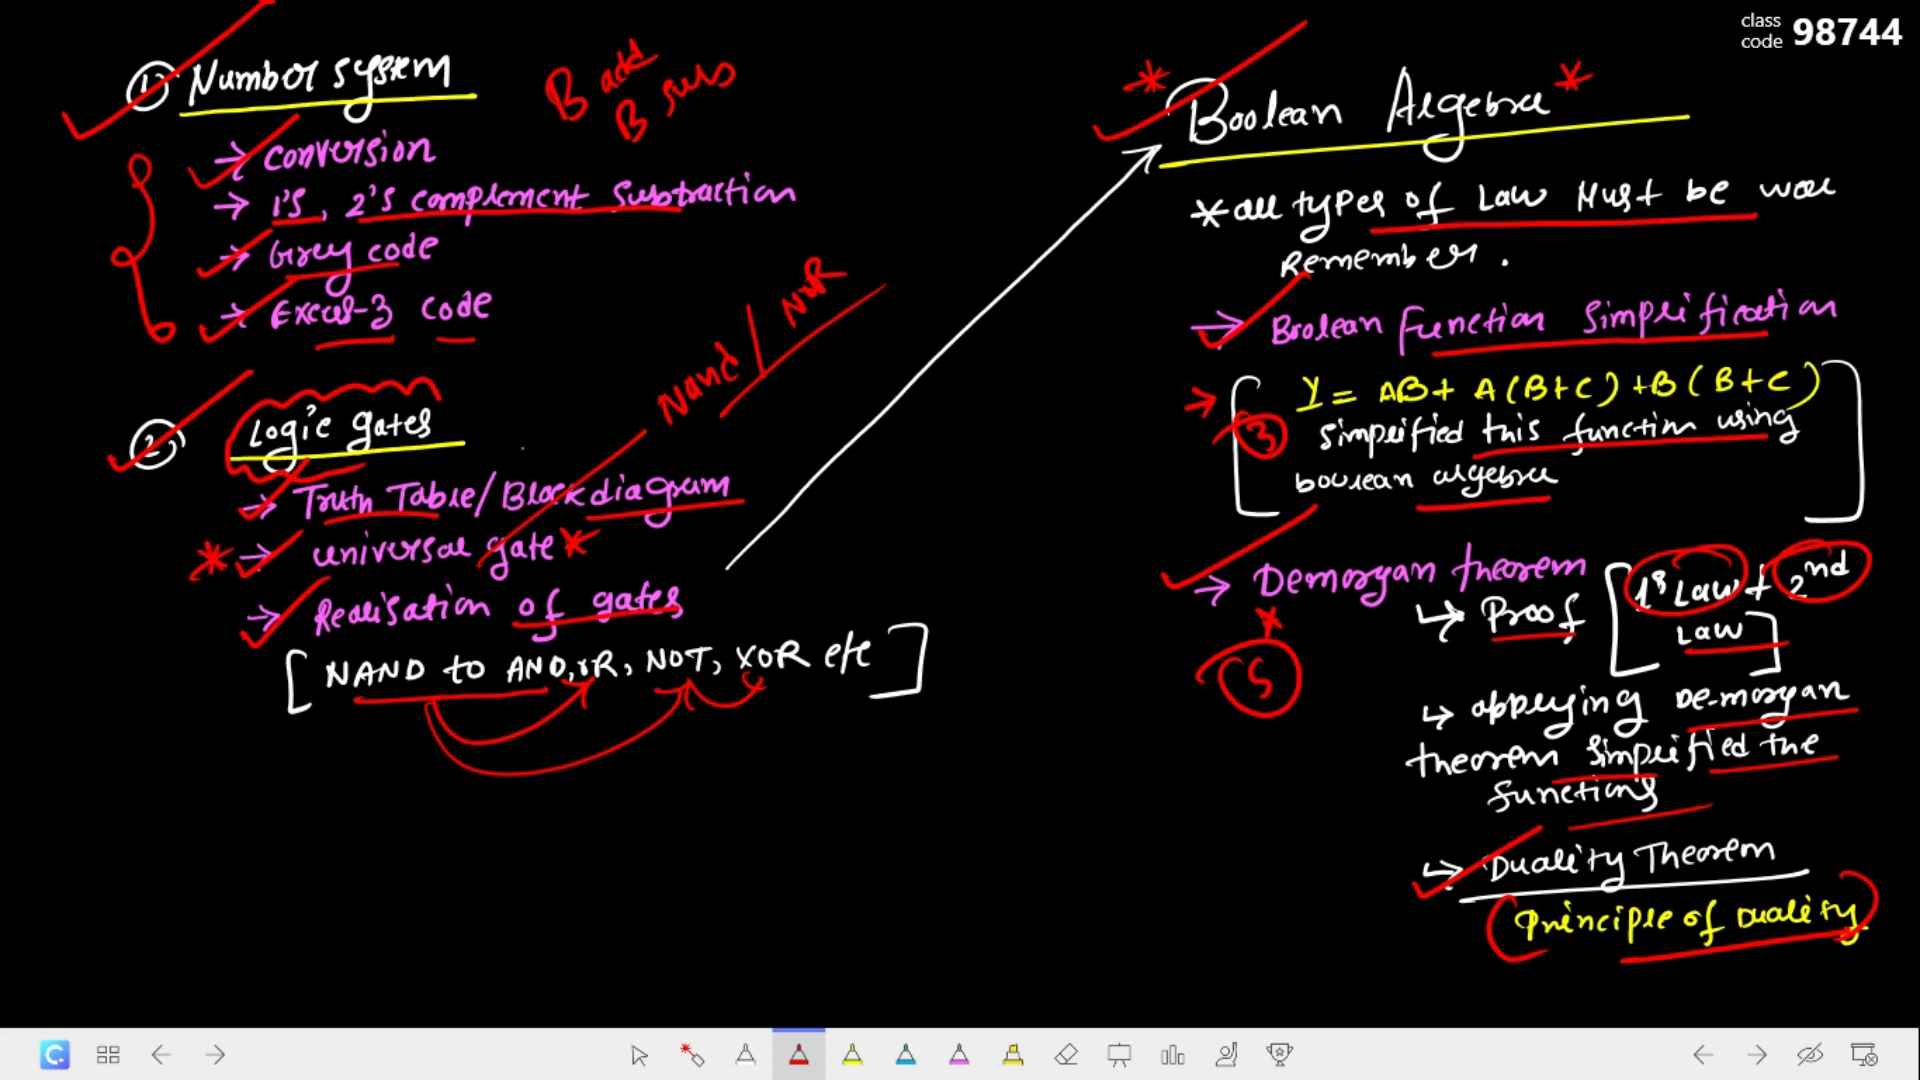 class code 98744
① Number system
B add
B sub
→ Conversion
→ 1's, 2's complement Subtraction
→ Grey code
→ Exces-3 code
② Logic gates
Nand / NOR
→ Truth Table/Block diagram
* → universal gate *
→ Realisation of gates
[ NAND to AND, OR, NOT, XOR etc ]
* Boolean Algebra *
* all types of Law Must be
Remember.
→ Boolean function Simplification
→ [ Y = AB + A(B+C) + B(B+C)
③ Simplified this function using
boolean algebra ]
→ Demorgan theorem
↳ Proof [ 1st Law + 2nd
Law ]
* 5
↳ applying De-morgan
theorem simplified the
functions
↳ Duality Theorem
(Principle of Duality)